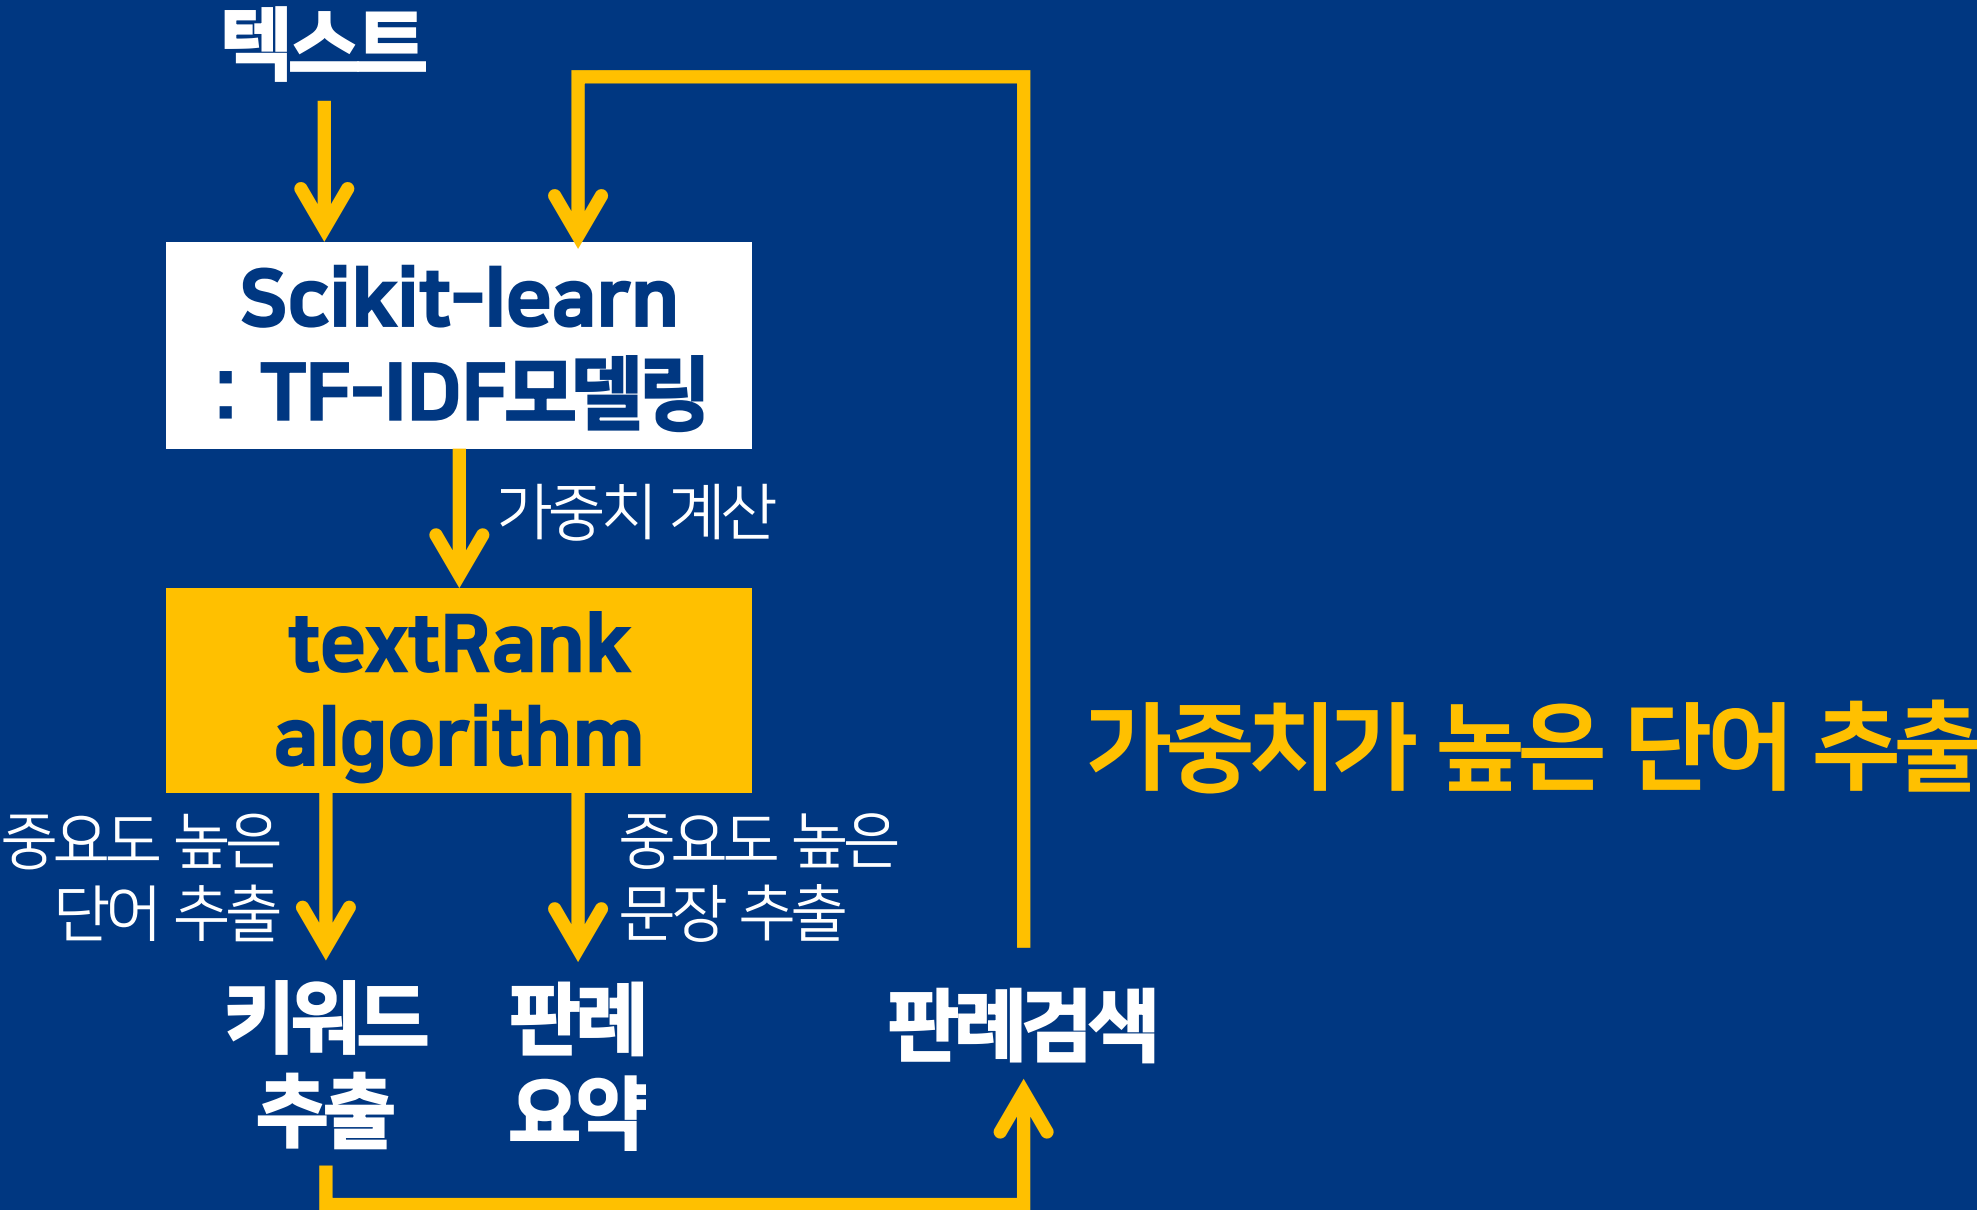 텍스트
Scikit-learn
: TF-IDF모델링
가중치 계산
textRank
algorithm
가중치가 높은 단어 추출
중요도 높은
단어 추출
중요도 높은
문장 추출
키워드
추출
판례
요약
판례검색